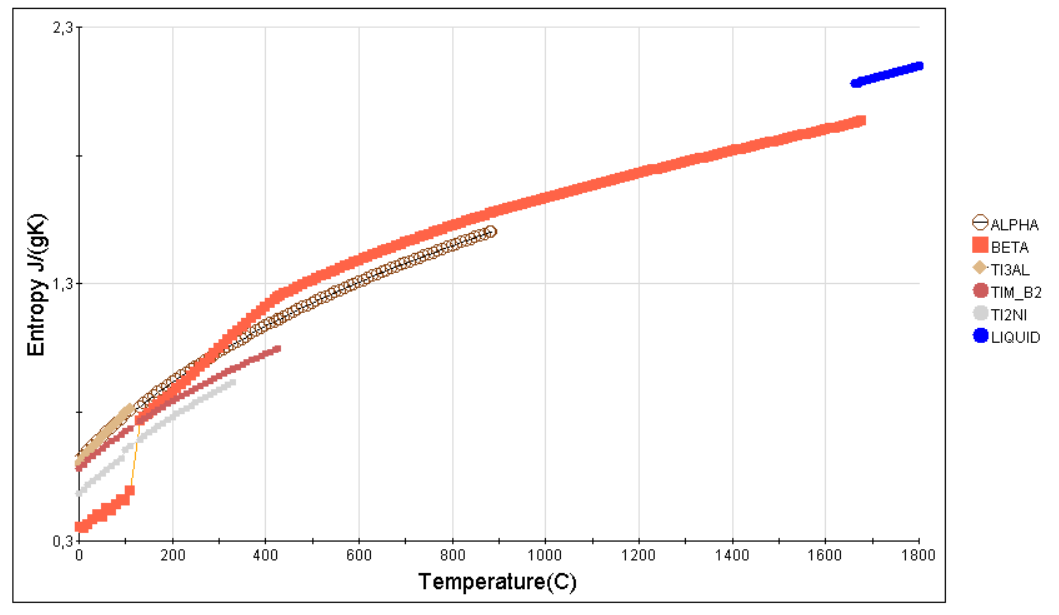 2,3
1,3
0,3
Entropy J/(gK)
0 200 400 600 800 1000 1200 1400 1600 1800
Temperature(C)
ALPHA
BETA
TI3AL
TIM_B2
TI2NI
LIQUID